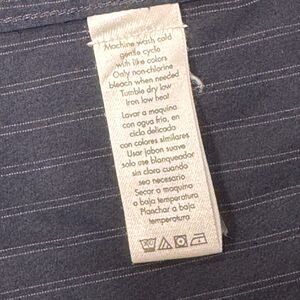 Machine wash cold
gentle cycle
with like colors
Only non-chlorine
bleach when needed
Tumble dry low
Iron low heat
Lavar a maquina
con agua fria, en
ciclo delicado
con colores similares
Usar jabon suave
solo use blanqueador
sin cloro cuando
sea necesario
Secar a maquina
a baja temperatura
Planchar a baja
temperatura